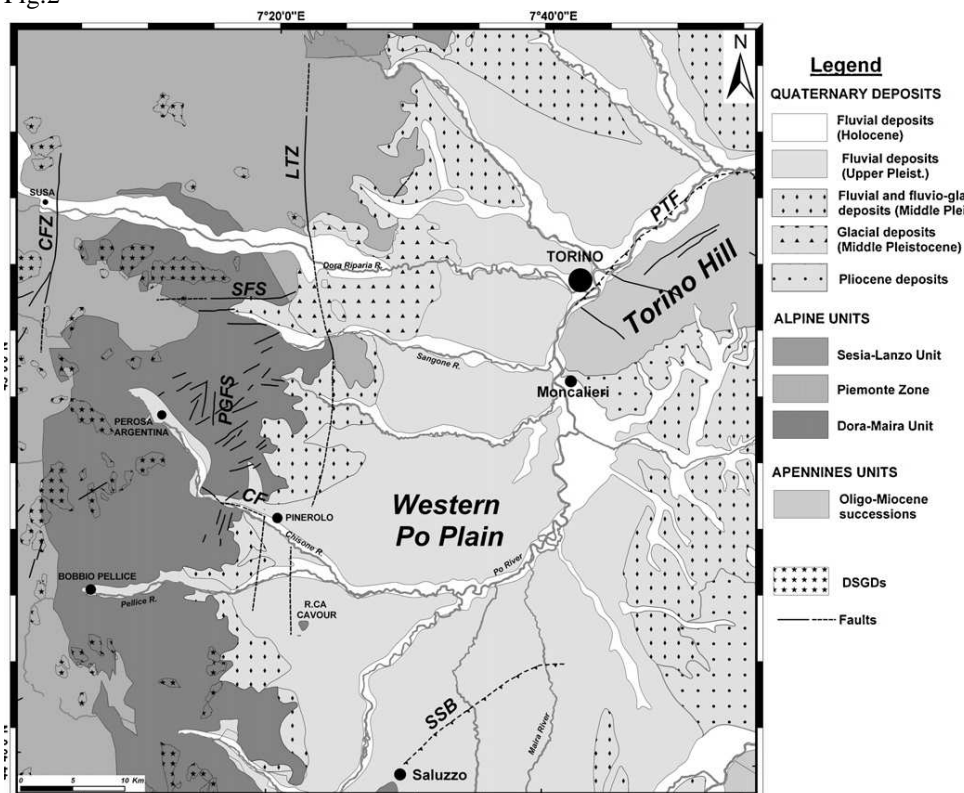 Fig.2
7°20'0"E
7°40'0"E
N
LTZ
SUSA
CFZ
PTF
TORINO
Dora Riparia R.
Torino Hill
SFS
Sangone R.
Moncalieri
PGFS
PEROSA
ARGENTINA
CF
PINEROLO
Western
Po Plain
Chisone R.
Po River
BOBBIO PELLICE
Pellice R.
R.CA
CAVOUR
SSB
Maira River
Saluzzo
0 5 10 Km
Legend
QUATERNARY DEPOSITS
Fluvial deposits
(Holocene)
Fluvial deposits
(Upper Pleist.)
Fluvial and fluvio-gla
deposits (Middle Plei
Glacial deposits
(Middle Pleistocene)
Pliocene deposits
ALPINE UNITS
Sesia-Lanzo Unit
Piemonte Zone
Dora-Maira Unit
APENNINES UNITS
Oligo-Miocene
successions
DSGDs
Faults